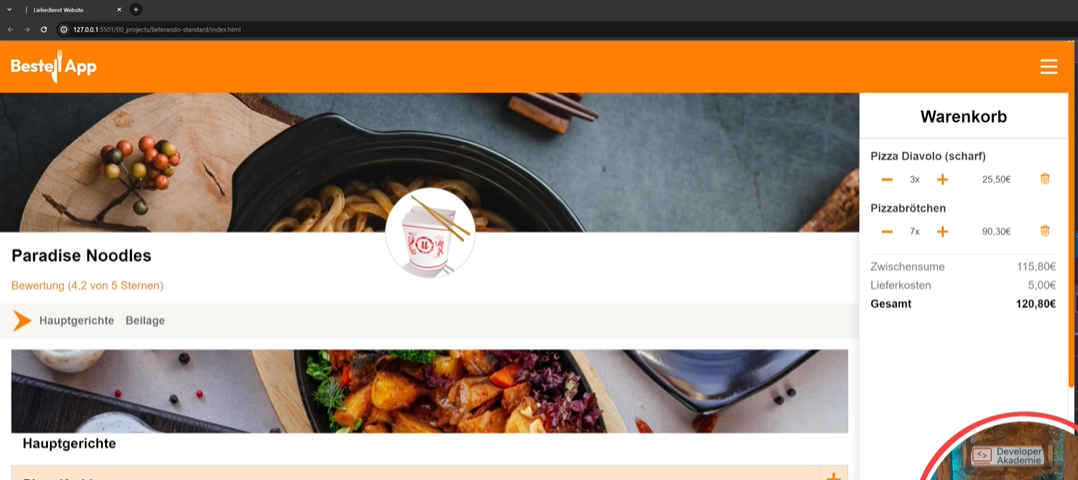 Lieferdienst Website
127.0.0.1:5501/00_projects/lieferando-standard/index.html
Bestell App
Warenkorb
Pizza Diavolo (scharf)
3x 25,50€
Pizzabrötchen
7x 90,30€
Zwischensume 115,80€
Lieferkosten 5,00€
Gesamt 120,80€
Paradise Noodles
Bewertung (4,2 von 5 Sternen)
Hauptgerichte Beilage
Hauptgerichte
Developer
Akademie